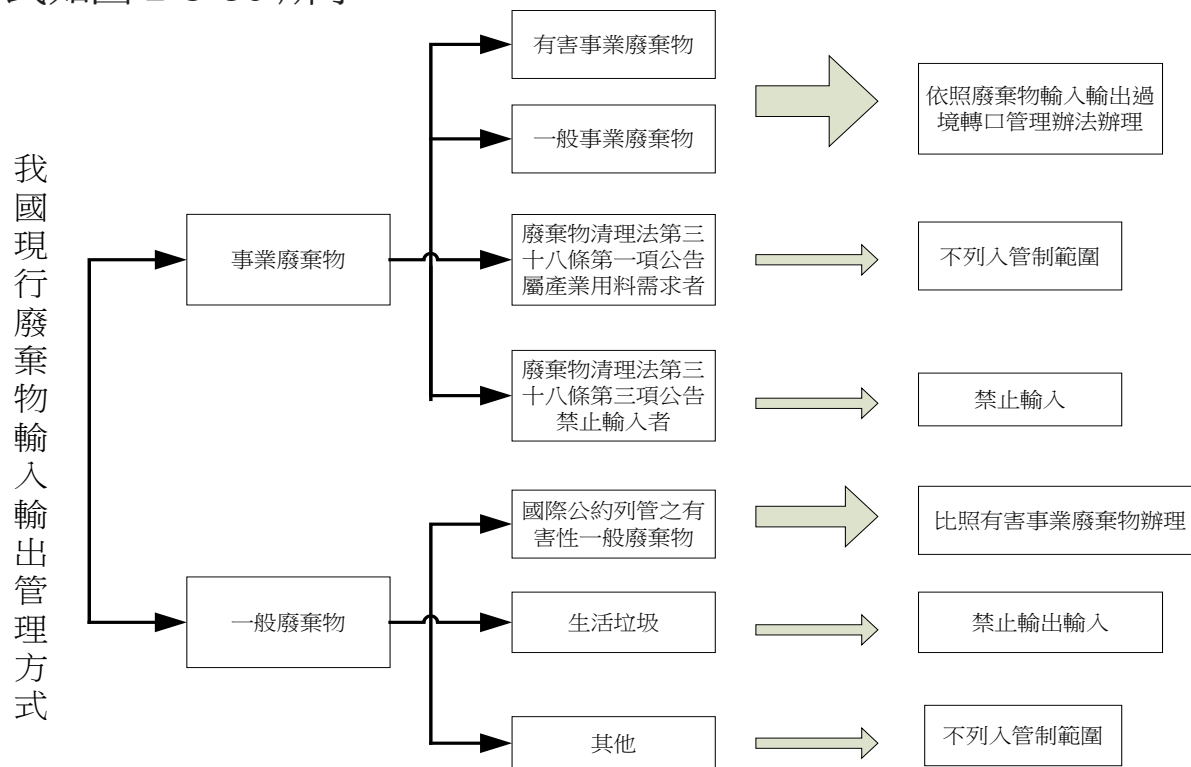 我國現行廢棄物輸入輸出管理方式
事業廢棄物
有害事業廢棄物
一般事業廢棄物
依照廢棄物輸入輸出過
境轉口管理辦法辦理
廢棄物清理法第三
十八條第一項公告
屬產業用料需求者
不列入管制範圍
廢棄物清理法第三
十八條第三項公告
禁止輸入者
禁止輸入
一般廢棄物
國際公約列管之有
害性一般廢棄物
比照有害事業廢棄物辦理
生活垃圾
禁止輸出輸入
其他
不列入管制範圍